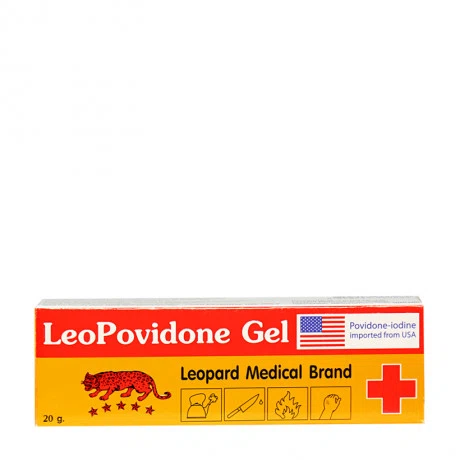 LeoPovidone Gel
Povidone-iodine
imported from USA
Leopard Medical Brand
20 g.